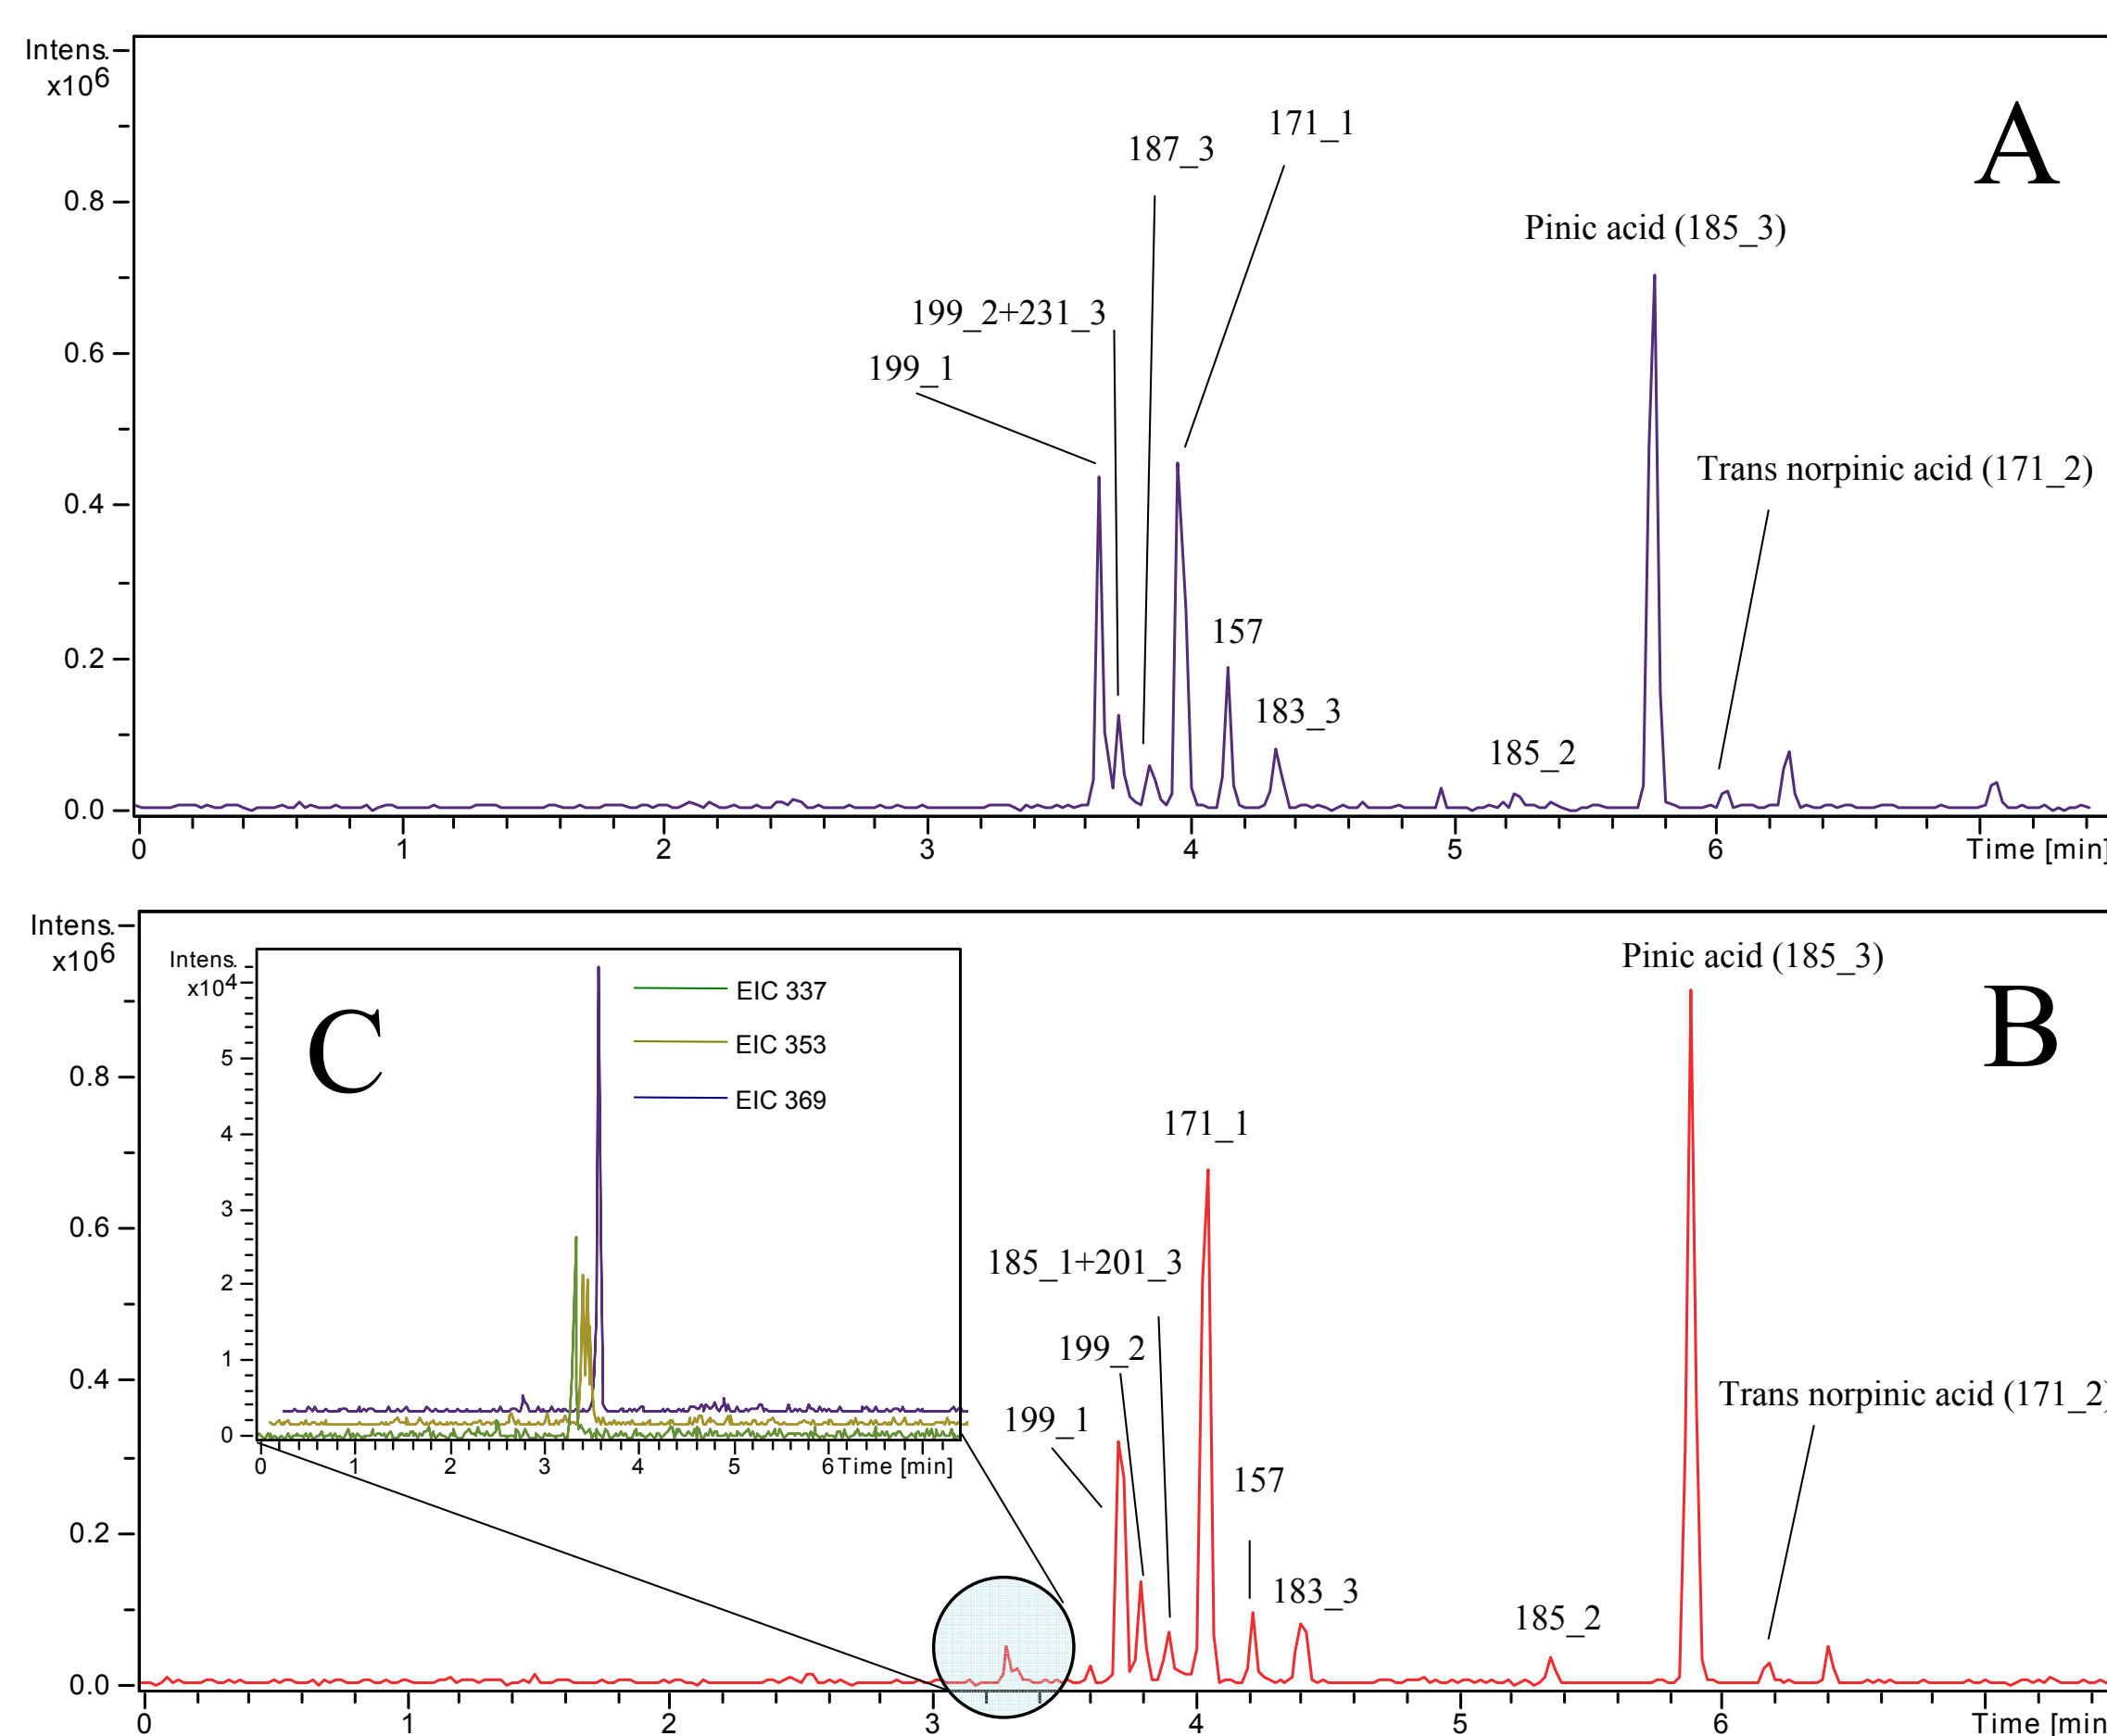 Intens.
x10^6
A
171_1
187_3
0.8
Pinic acid (185_3)
199_2+231_3
0.6
199_1
Trans norpinic acid (171_2)
0.4
157
0.2
183_3
185_2
0.0
0 1 2 3 4 5 6 Time [min]
Intens.
x10^6
B
Pinic acid (185_3)
0.8
171_1
0.6
185_1+201_3
199_2
0.4
Trans norpinic acid (171_2)
199_1
157
0.2
183_3
185_2
0.0
0 1 2 3 4 5 6 Time [min
Intens.
x10^4
C
EIC 337
EIC 353
EIC 369
5
4
3
2
1
0
0 1 2 3 4 5 6 Time [min]